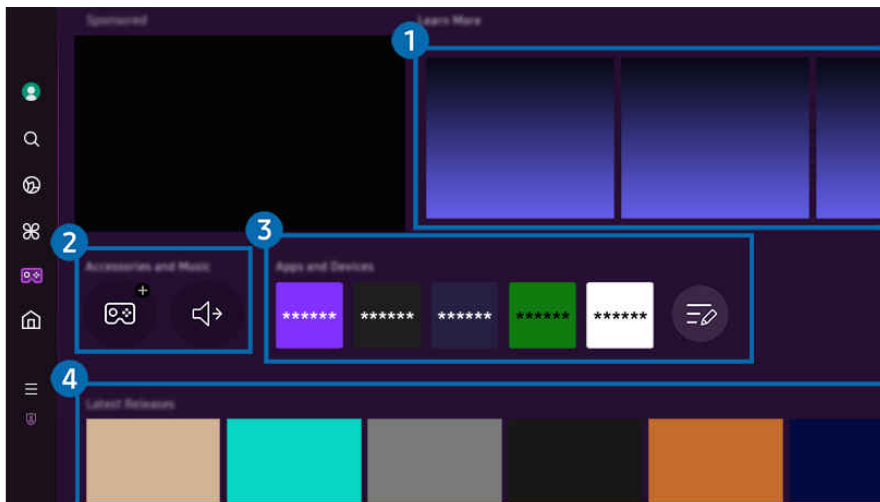 Sponsored
Learn More
1
2
3
Accessories and Music
Apps and Devices
****** ****** ****** ****** ******
4
Latest Releases